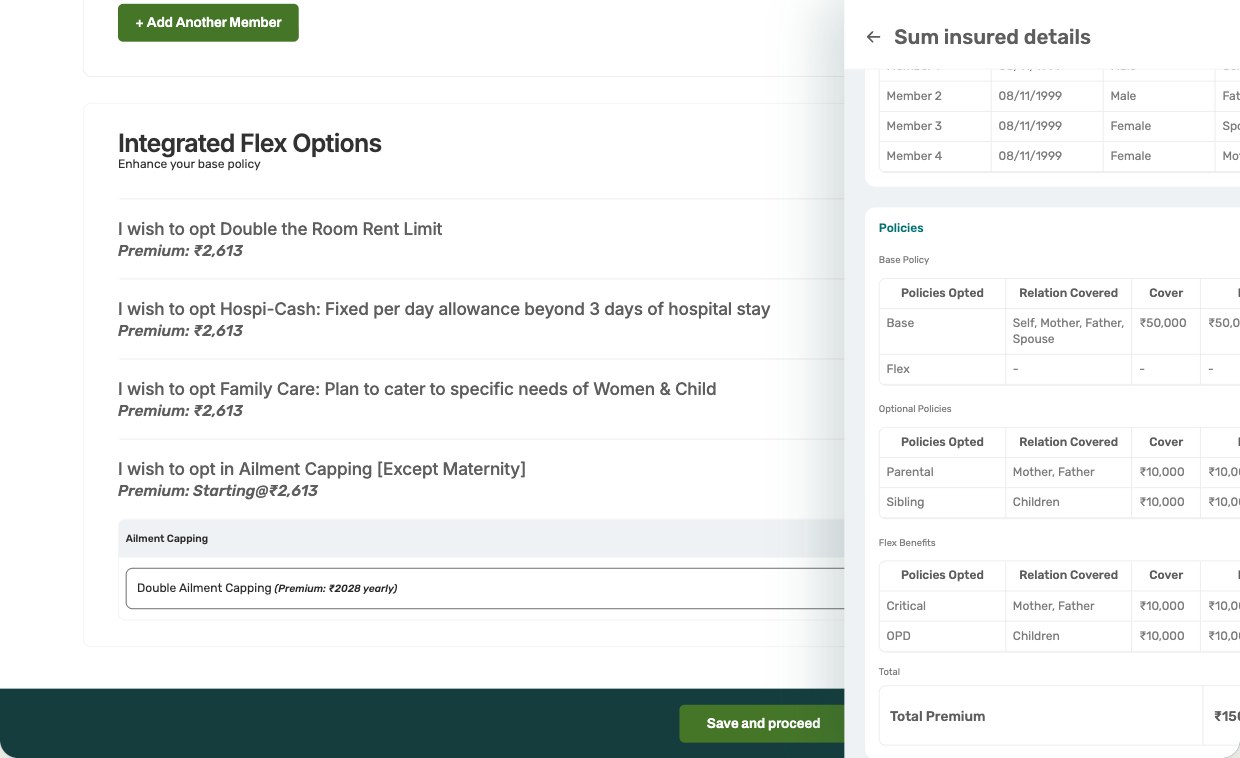 + Add Another Member
Integrated Flex Options
Enhance your base policy
I wish to opt Double the Room Rent Limit
Premium: ₹2,613
I wish to opt Hospi-Cash: Fixed per day allowance beyond 3 days of hospital stay
Premium: ₹2,613
I wish to opt Family Care: Plan to cater to specific needs of Women & Child
Premium: ₹2,613
I wish to opt in Ailment Capping [Except Maternity]
Premium: Starting@₹2,613
Ailment Capping
Double Ailment Capping (Premium: ₹2028 yearly)
Save and proceed
← Sum insured details
Member 2 08/11/1999 Male
Member 3 08/11/1999 Female
Member 4 08/11/1999 Female
Policies
Base Policy
Policies Opted Relation Covered Cover
Base Self, Mother, Father, ₹50,000
Spouse
Flex - - -
Optional Policies
Policies Opted Relation Covered Cover
Parental Mother, Father ₹10,000
Sibling Children ₹10,000
Flex Benefits
Policies Opted Relation Covered Cover
Critical Mother, Father ₹10,000
OPD Children ₹10,000
Total
Total Premium